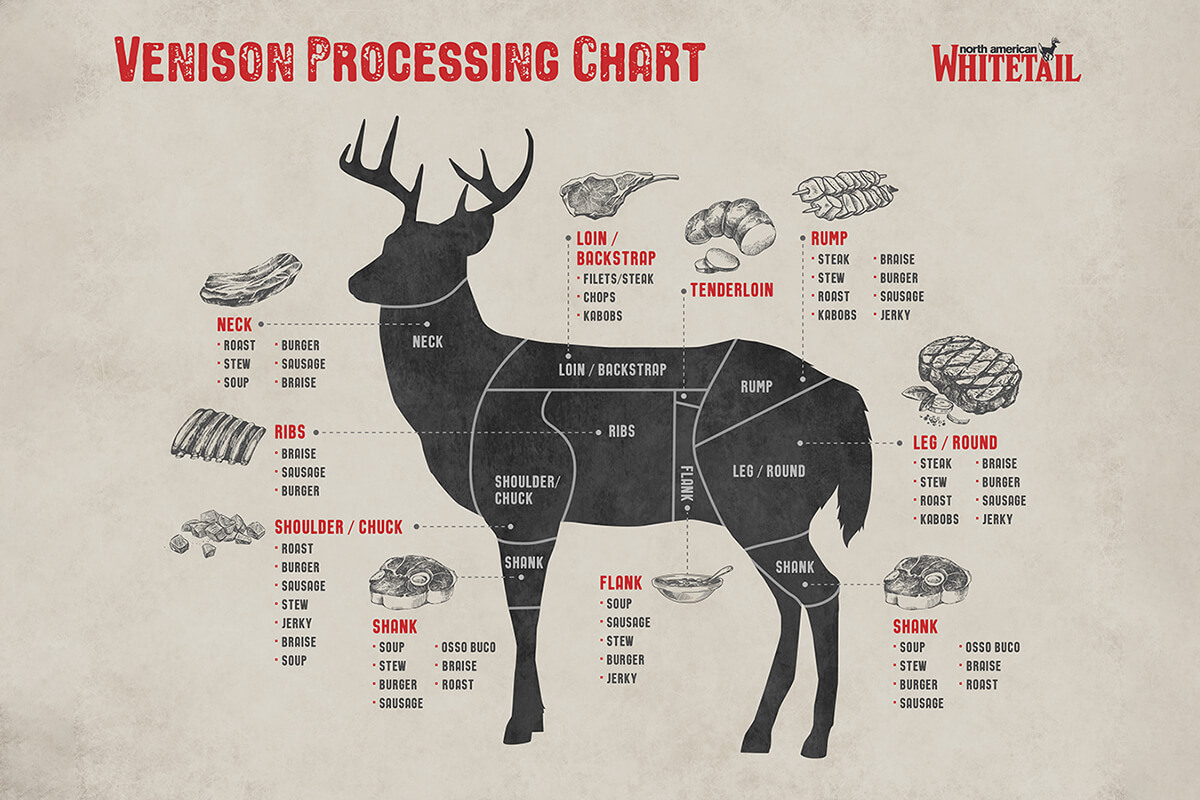 VENISON PROCESSING CHART
north american
WHITETAIL
LOIN /
BACKSTRAP
• FILETS/STEAK
• CHOPS
• KABOBS
TENDERLOIN
RUMP
• STEAK • BRAISE
• STEW • BURGER
• ROAST • SAUSAGE
• KABOBS • JERKY
NECK
• ROAST • BURGER
• STEW • SAUSAGE
• SOUP • BRAISE
NECK
LOIN / BACKSTRAP
RUMP
RIBS
• BRAISE
• SAUSAGE
• BURGER
RIBS
LEG / ROUND
LEG / ROUND
• STEAK • BRAISE
• STEW • BURGER
• ROAST • SAUSAGE
• KABOBS • JERKY
SHOULDER/
CHUCK
FLANK
SHOULDER / CHUCK
• ROAST
• BURGER
• SAUSAGE
• STEW
• JERKY
• BRAISE
• SOUP
SHANK
SHANK
SHANK
• SOUP • OSSO BUCO
• STEW • BRAISE
• BURGER • ROAST
• SAUSAGE
FLANK
• SOUP
• SAUSAGE
• STEW
• BURGER
• JERKY
SHANK
• SOUP • OSSO BUCO
• STEW • BRAISE
• BURGER • ROAST
• SAUSAGE